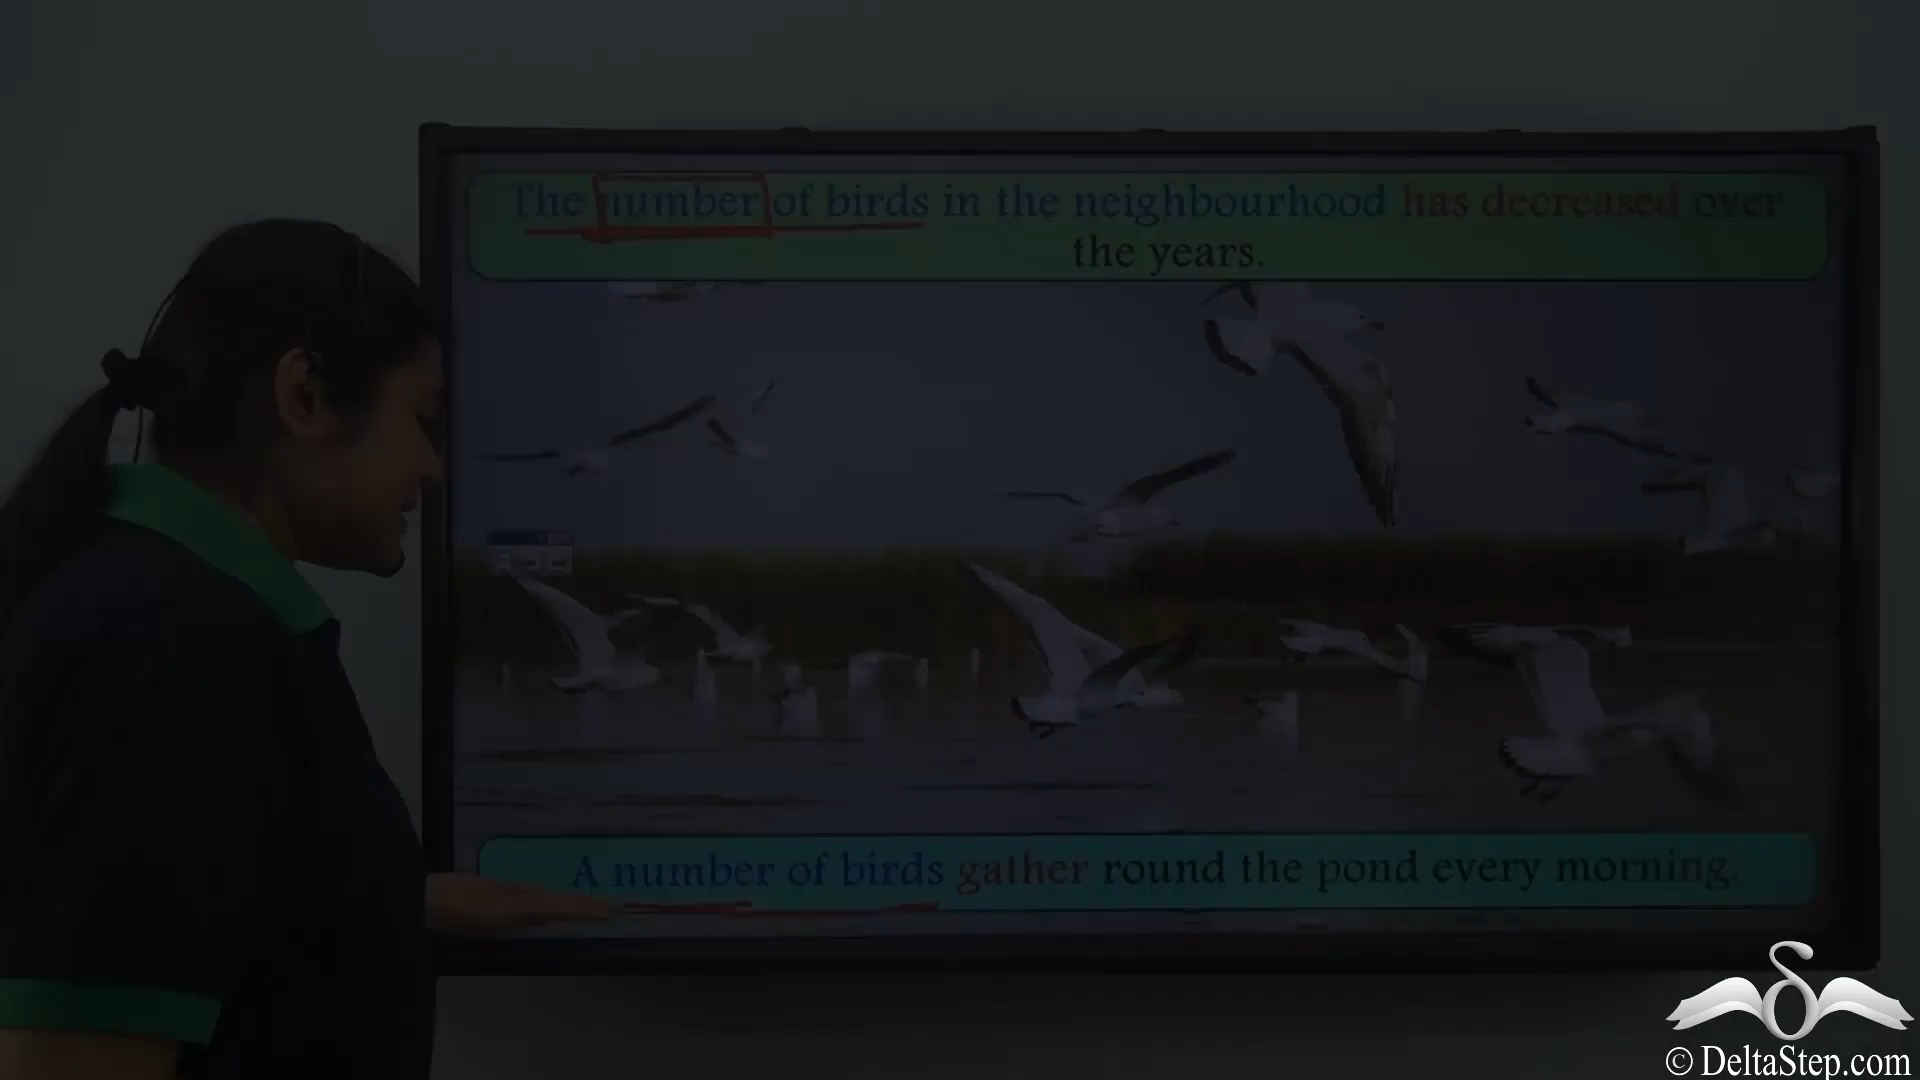 The number of birds in the neighbourhood has decreased over
the years.
A number of birds gather round the pond every morning.
© DeltaStep.com